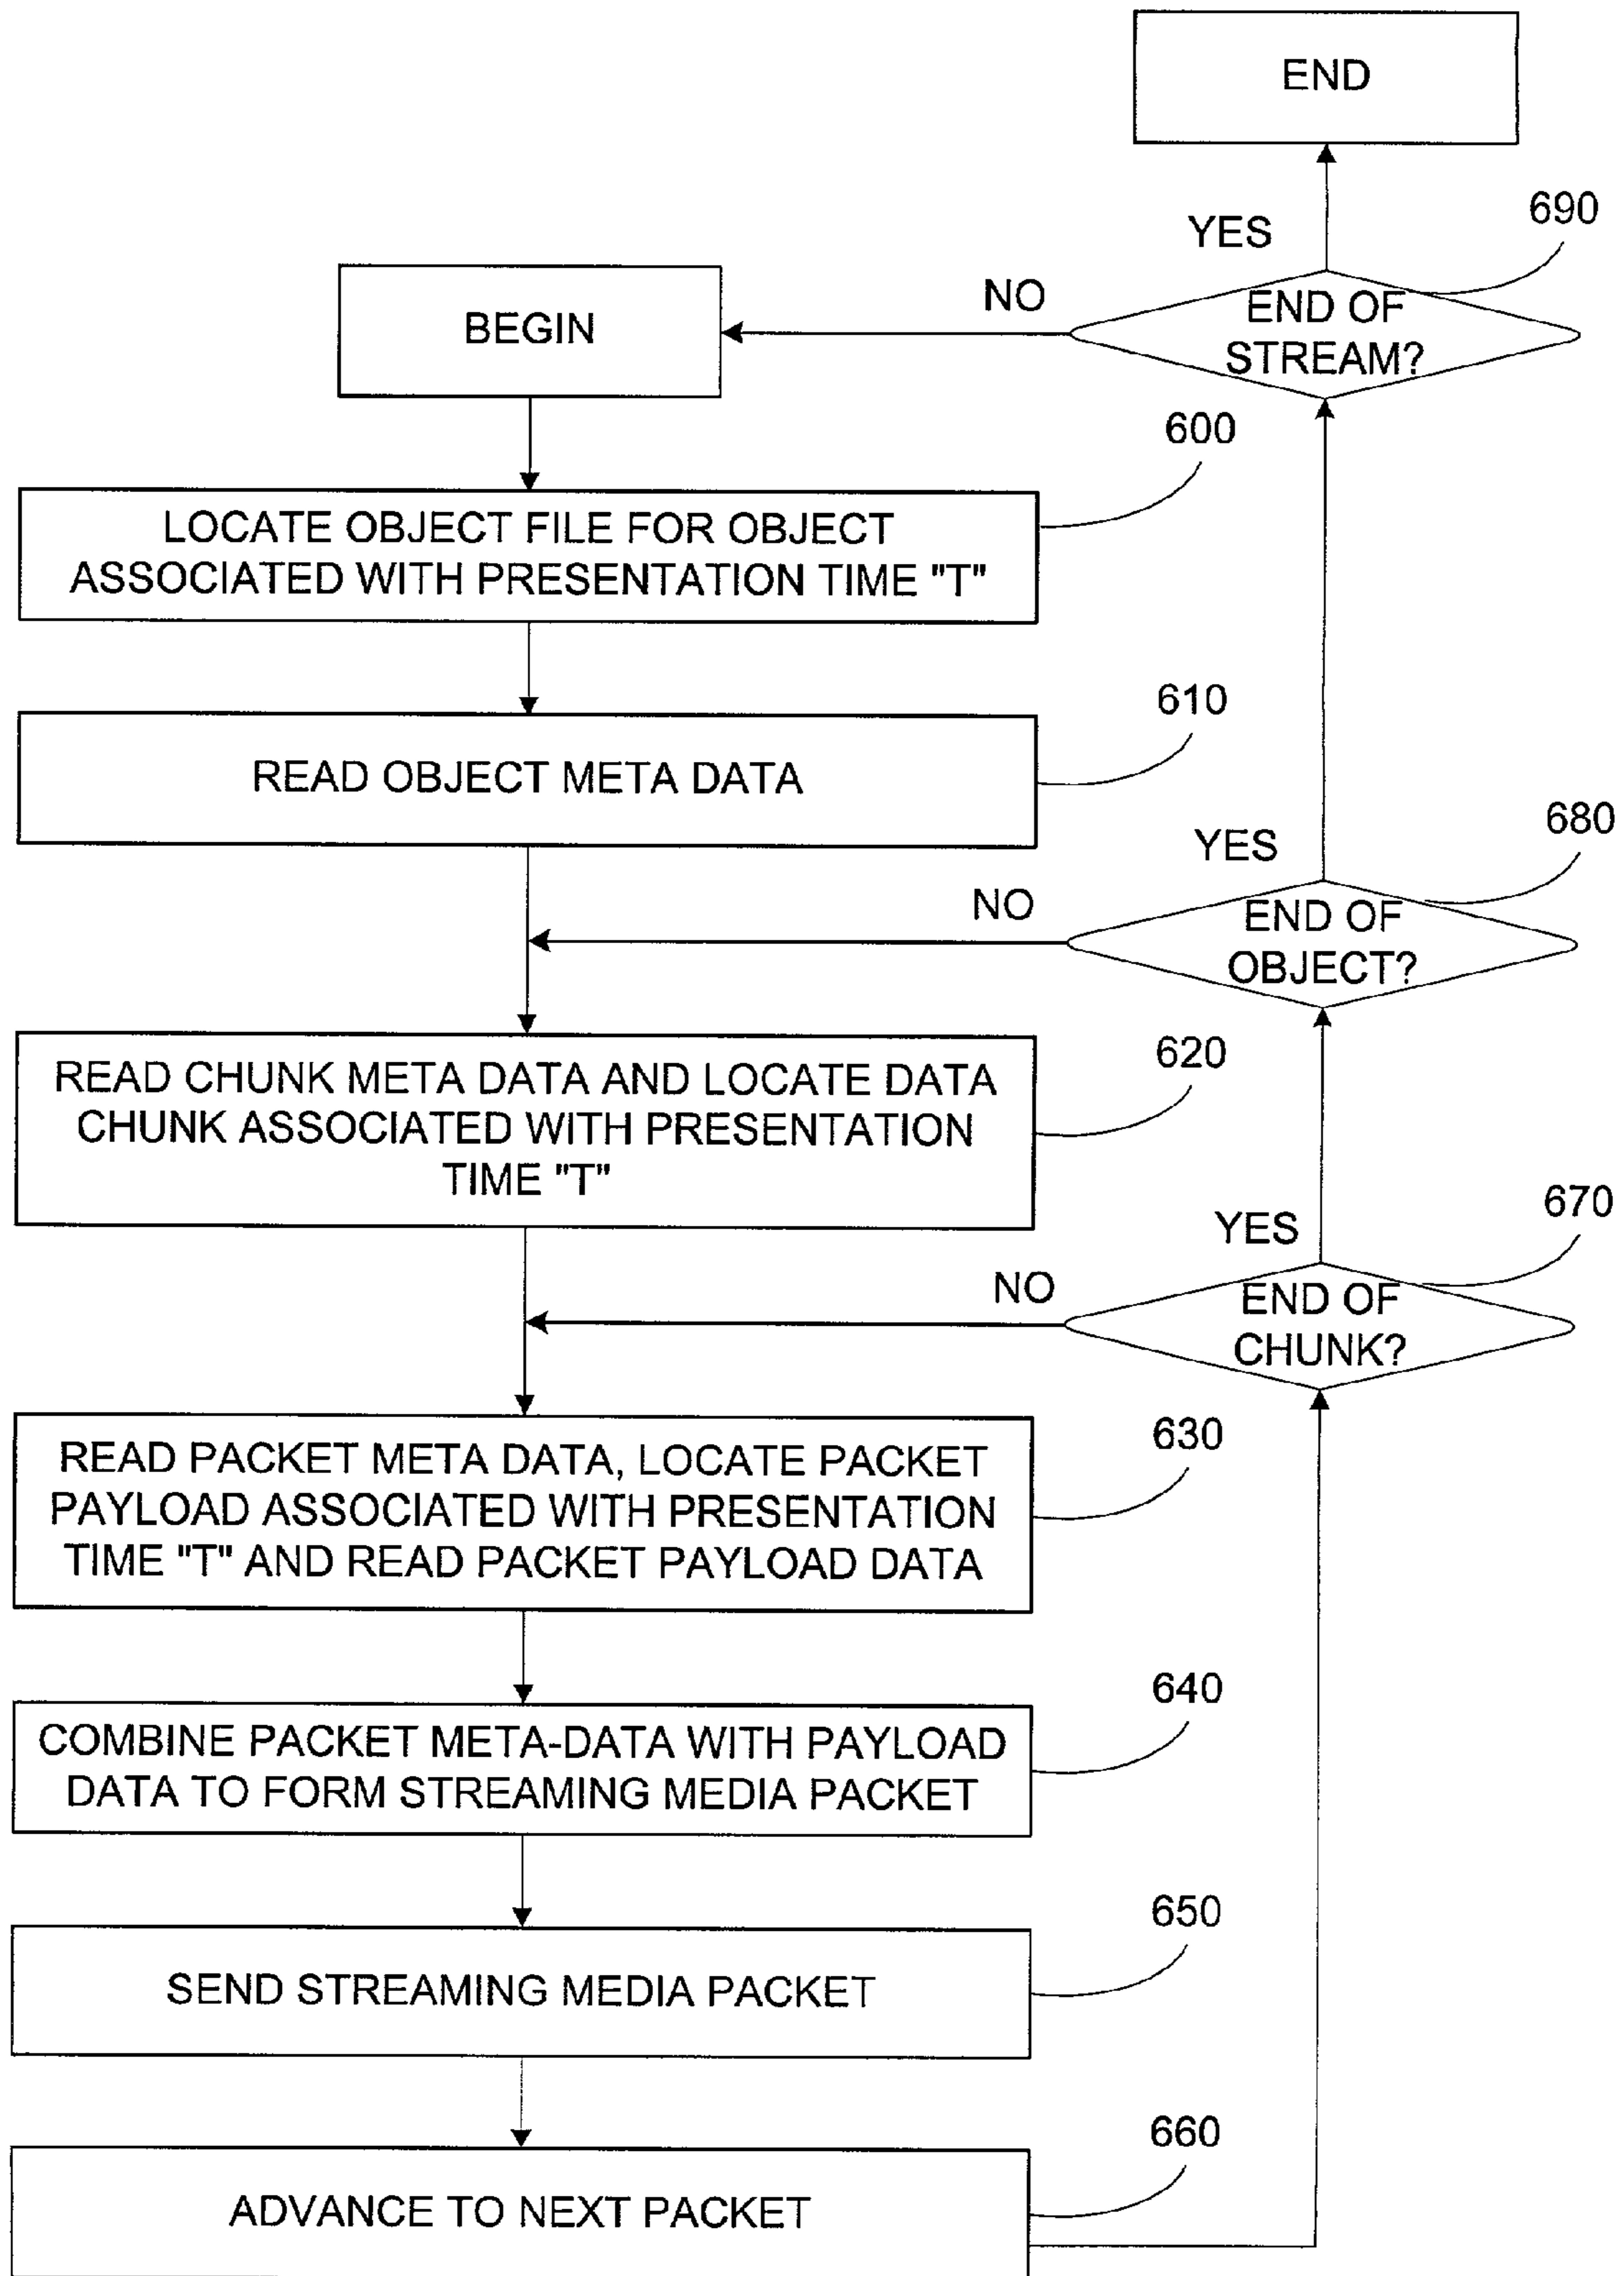 END
690
YES
NO
END OF
STREAM?
BEGIN
600
LOCATE OBJECT FILE FOR OBJECT
ASSOCIATED WITH PRESENTATION TIME "T"
610
READ OBJECT META DATA
680
YES
NO
END OF
OBJECT?
620
READ CHUNK META DATA AND LOCATE DATA
CHUNK ASSOCIATED WITH PRESENTATION
TIME "T"
670
YES
NO
END OF
CHUNK?
630
READ PACKET META DATA, LOCATE PACKET
PAYLOAD ASSOCIATED WITH PRESENTATION
TIME "T" AND READ PACKET PAYLOAD DATA
640
COMBINE PACKET META-DATA WITH PAYLOAD
DATA TO FORM STREAMING MEDIA PACKET
650
SEND STREAMING MEDIA PACKET
660
ADVANCE TO NEXT PACKET